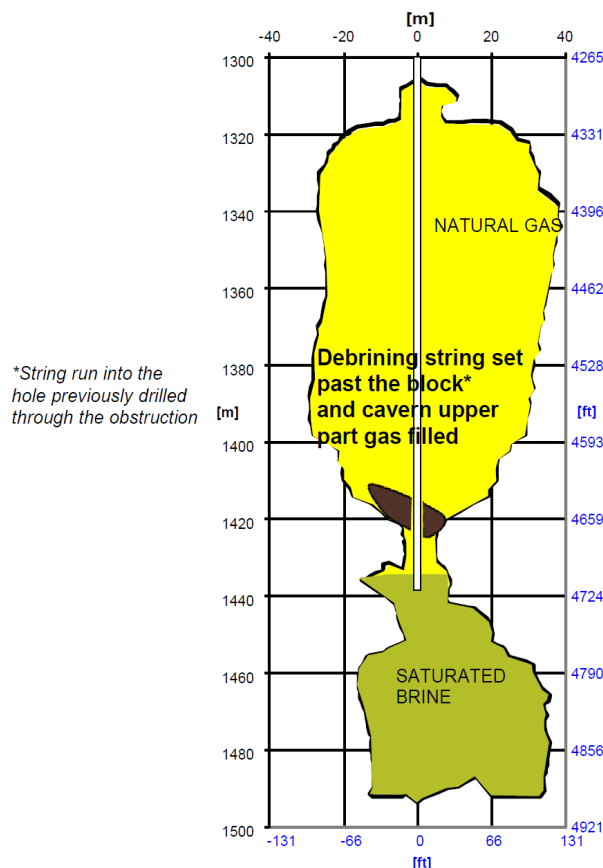 [m]
-40 -20 0 20 40
1300 4265
1320 4331
1340 4396
NATURAL GAS
1360 4462
Debrining string set
past the block*
and cavern upper
part gas filled
1380 4528
*String run into the
hole previously drilled
through the obstruction
[m] [ft]
1400 4593
1420 4659
1440 4724
1460 4790
SATURATED
BRINE
1480 4856
1500 4921
-131 -66 0 66 131
[ft]